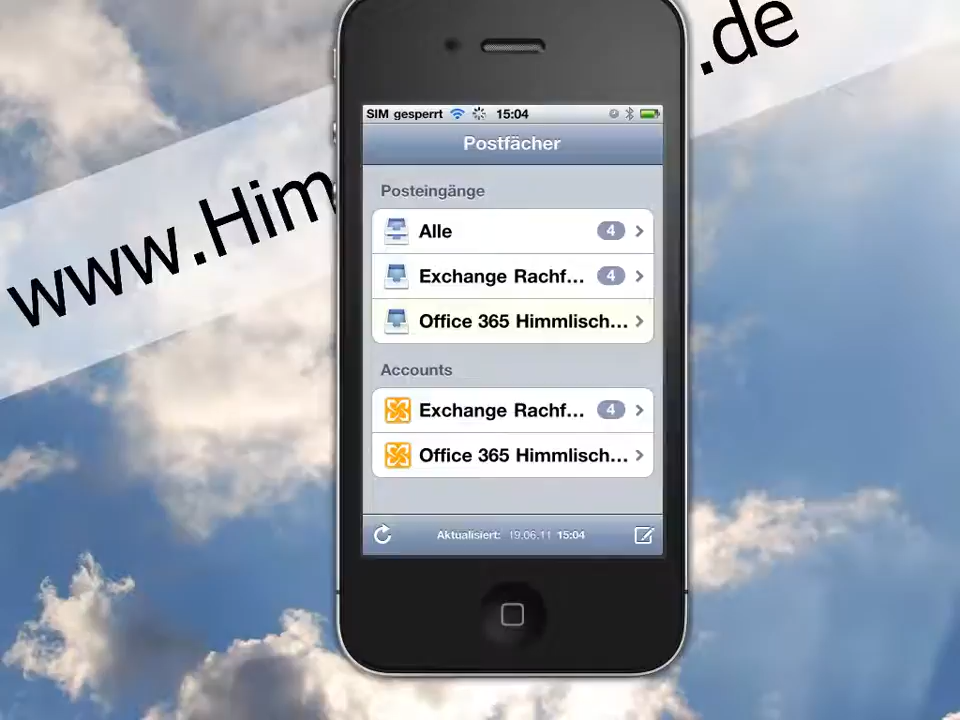 www.Him
.de
SIM gesperrt 15:04
Postfächer
Posteingänge
Alle 4
Exchange Rachf... 4
Office 365 Himmlisch...
Accounts
Exchange Rachf... 4
Office 365 Himmlisch...
Aktualisiert: 19.06.11 15:04